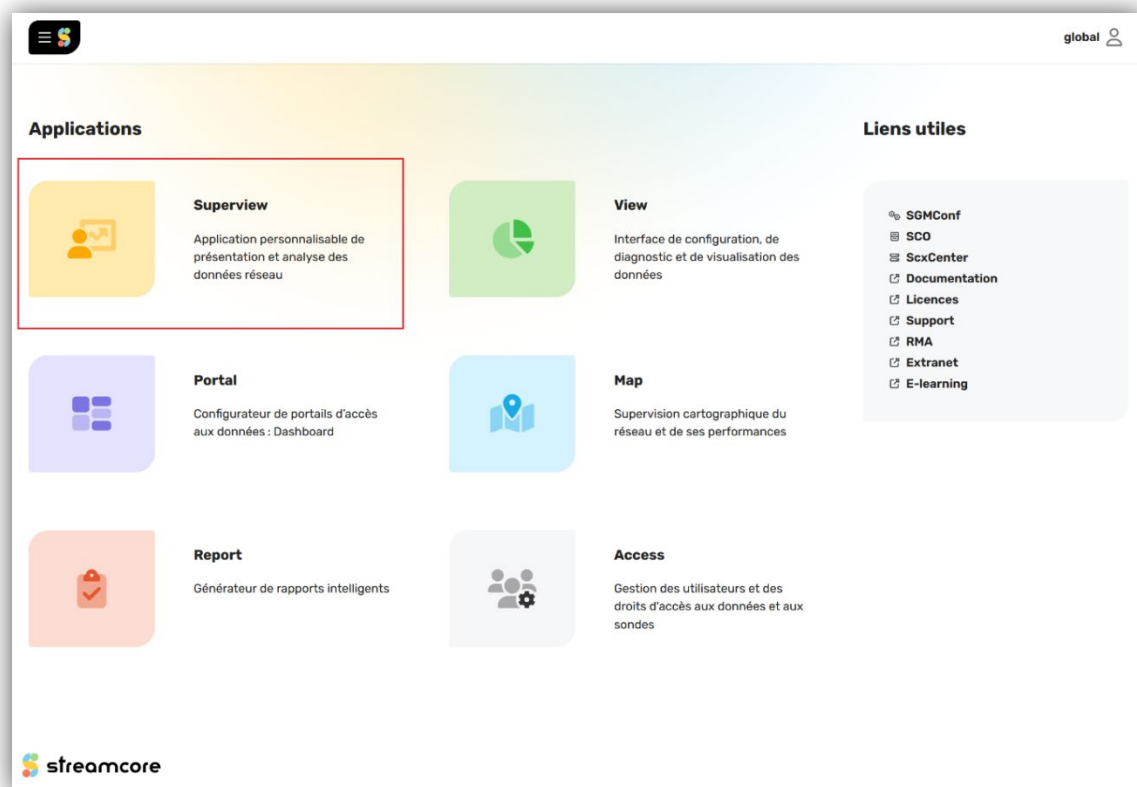 global
Applications
Liens utiles
Superview
Application personnalisable de
présentation et analyse des
données réseau
View
Interface de configuration, de
diagnostic et de visualisation des
données
SGMConf
SCO
ScxCenter
Documentation
Licences
Support
RMA
Extranet
E-learning
Portal
Configurateur de portails d'accès
aux données : Dashboard
Map
Supervision cartographique du
réseau et de ses performances
Report
Générateur de rapports intelligents
Access
Gestion des utilisateurs et des
droits d'accès aux données et aux
sondes
streamcore